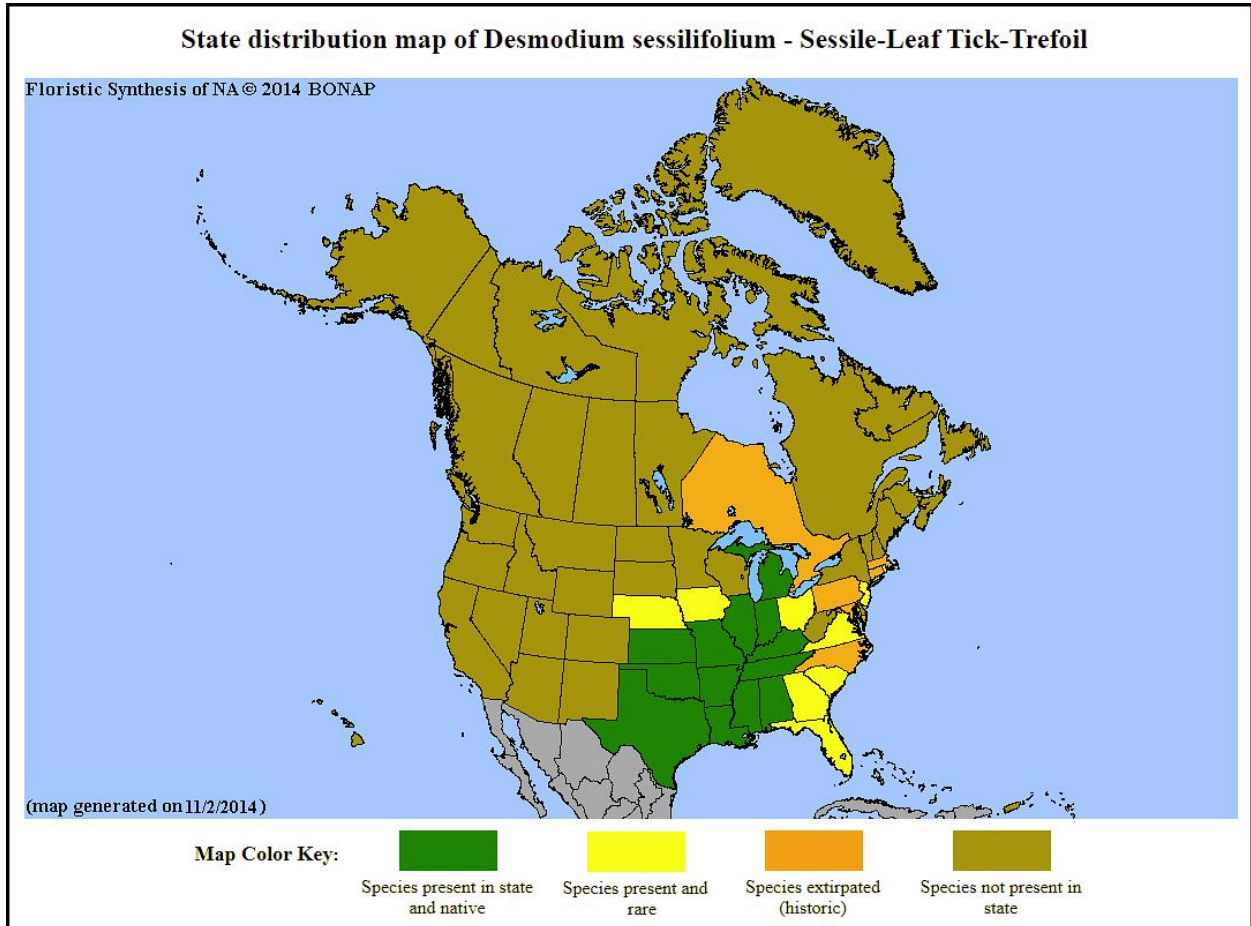 State distribution map of Desmodium sessilifolium - Sessile-Leaf Tick-Trefoil
Floristic Synthesis of NA © 2014 BONAP
(map generated on 11/2/2014)
Map Color Key:
Species present in state
and native
Species present and
rare
Species extirpated
(historic)
Species not present in
state